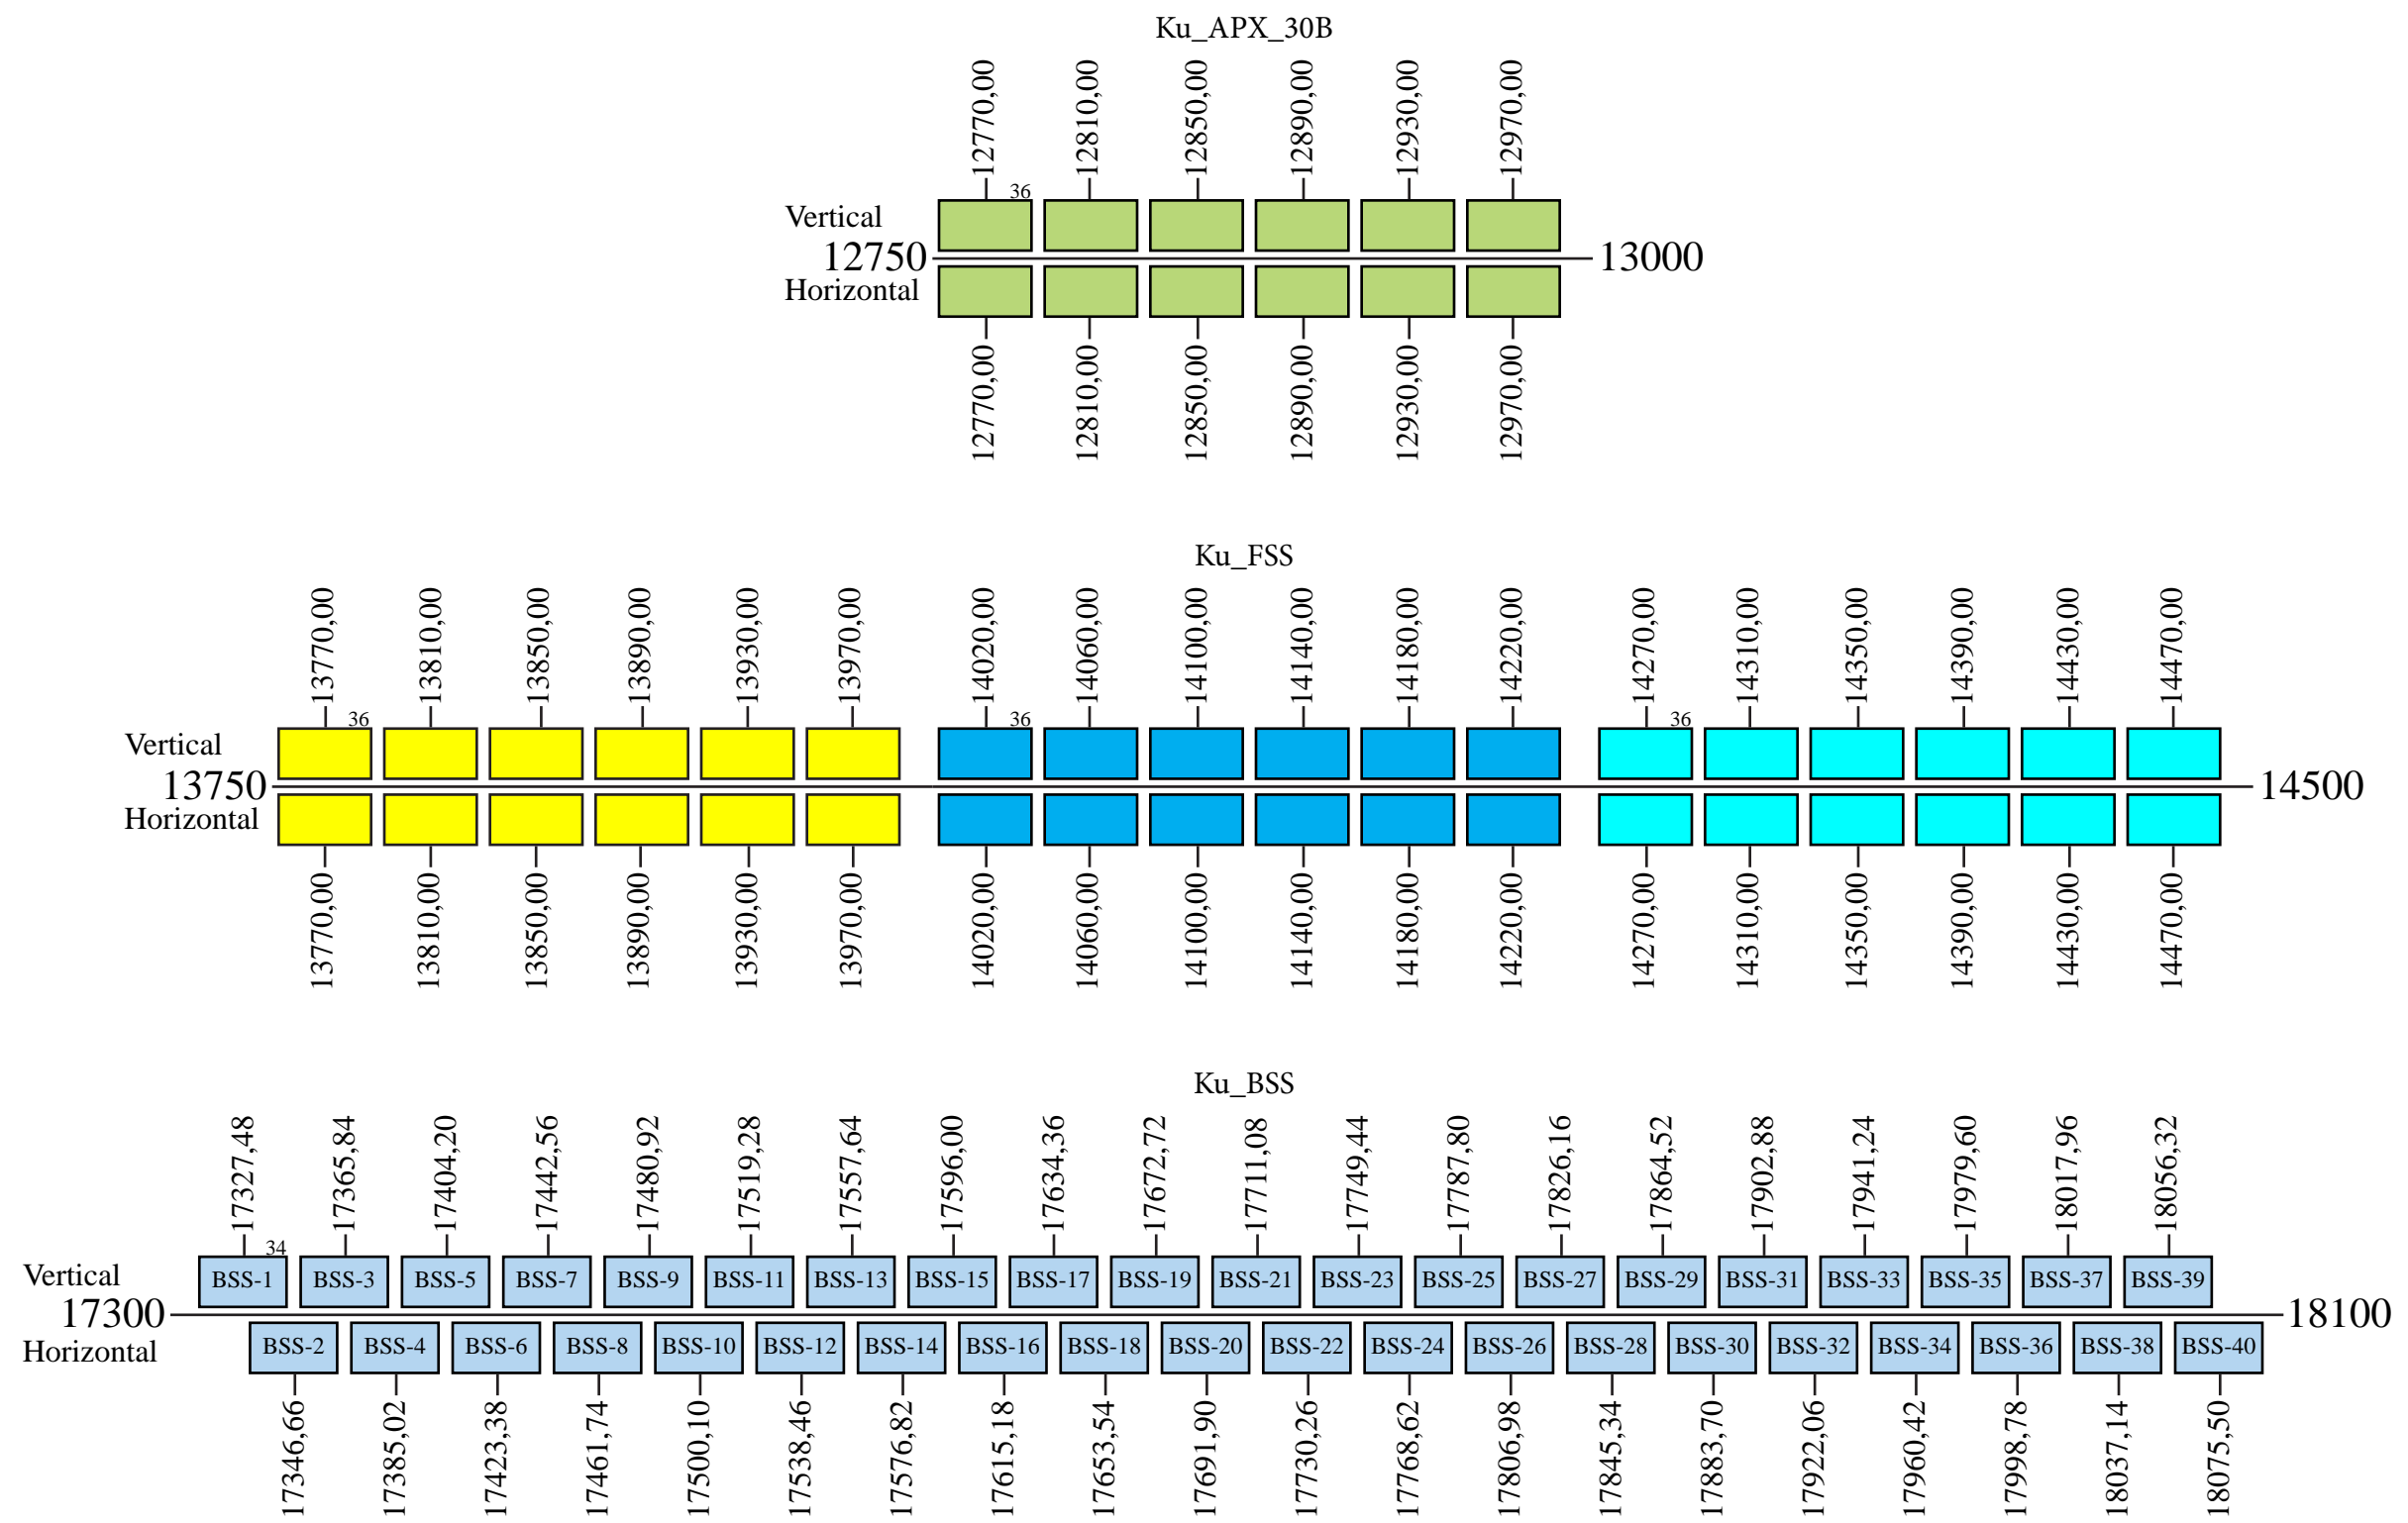 Ku_APX_30B
12770,00 12810,00 12850,00 12890,00 12930,00 12970,00
36
Vertical
12750 13000
Horizontal
12770,00 12810,00 12850,00 12890,00 12930,00 12970,00
Ku_FSS
13770,00 13810,00 13850,00 13890,00 13930,00 13970,00 14020,00 14060,00 14100,00 14140,00 14180,00 14220,00 14270,00 14310,00 14350,00 14390,00 14430,00 14470,00
36 36 36
Vertical
13750 14500
Horizontal
13770,00 13810,00 13850,00 13890,00 13930,00 13970,00 14020,00 14060,00 14100,00 14140,00 14180,00 14220,00 14270,00 14310,00 14350,00 14390,00 14430,00 14470,00
Ku_BSS
17327,48 17365,84 17404,20 17442,56 17480,92 17519,28 17557,64 17596,00 17634,36 17672,72 17711,08 17749,44 17787,80 17826,16 17864,52 17902,88 17941,24 17979,60 18017,96 18056,32
34
Vertical BSS-1 BSS-3 BSS-5 BSS-7 BSS-9 BSS-11 BSS-13 BSS-15 BSS-17 BSS-19 BSS-21 BSS-23 BSS-25 BSS-27 BSS-29 BSS-31 BSS-33 BSS-35 BSS-37 BSS-39
17300 18100
Horizontal BSS-2 BSS-4 BSS-6 BSS-8 BSS-10 BSS-12 BSS-14 BSS-16 BSS-18 BSS-20 BSS-22 BSS-24 BSS-26 BSS-28 BSS-30 BSS-32 BSS-34 BSS-36 BSS-38 BSS-40
17346,66 17385,02 17423,38 17461,74 17500,10 17538,46 17576,82 17615,18 17653,54 17691,90 17730,26 17768,62 17806,98 17845,34 17883,70 17922,06 17960,42 17998,78 18037,14 18075,50